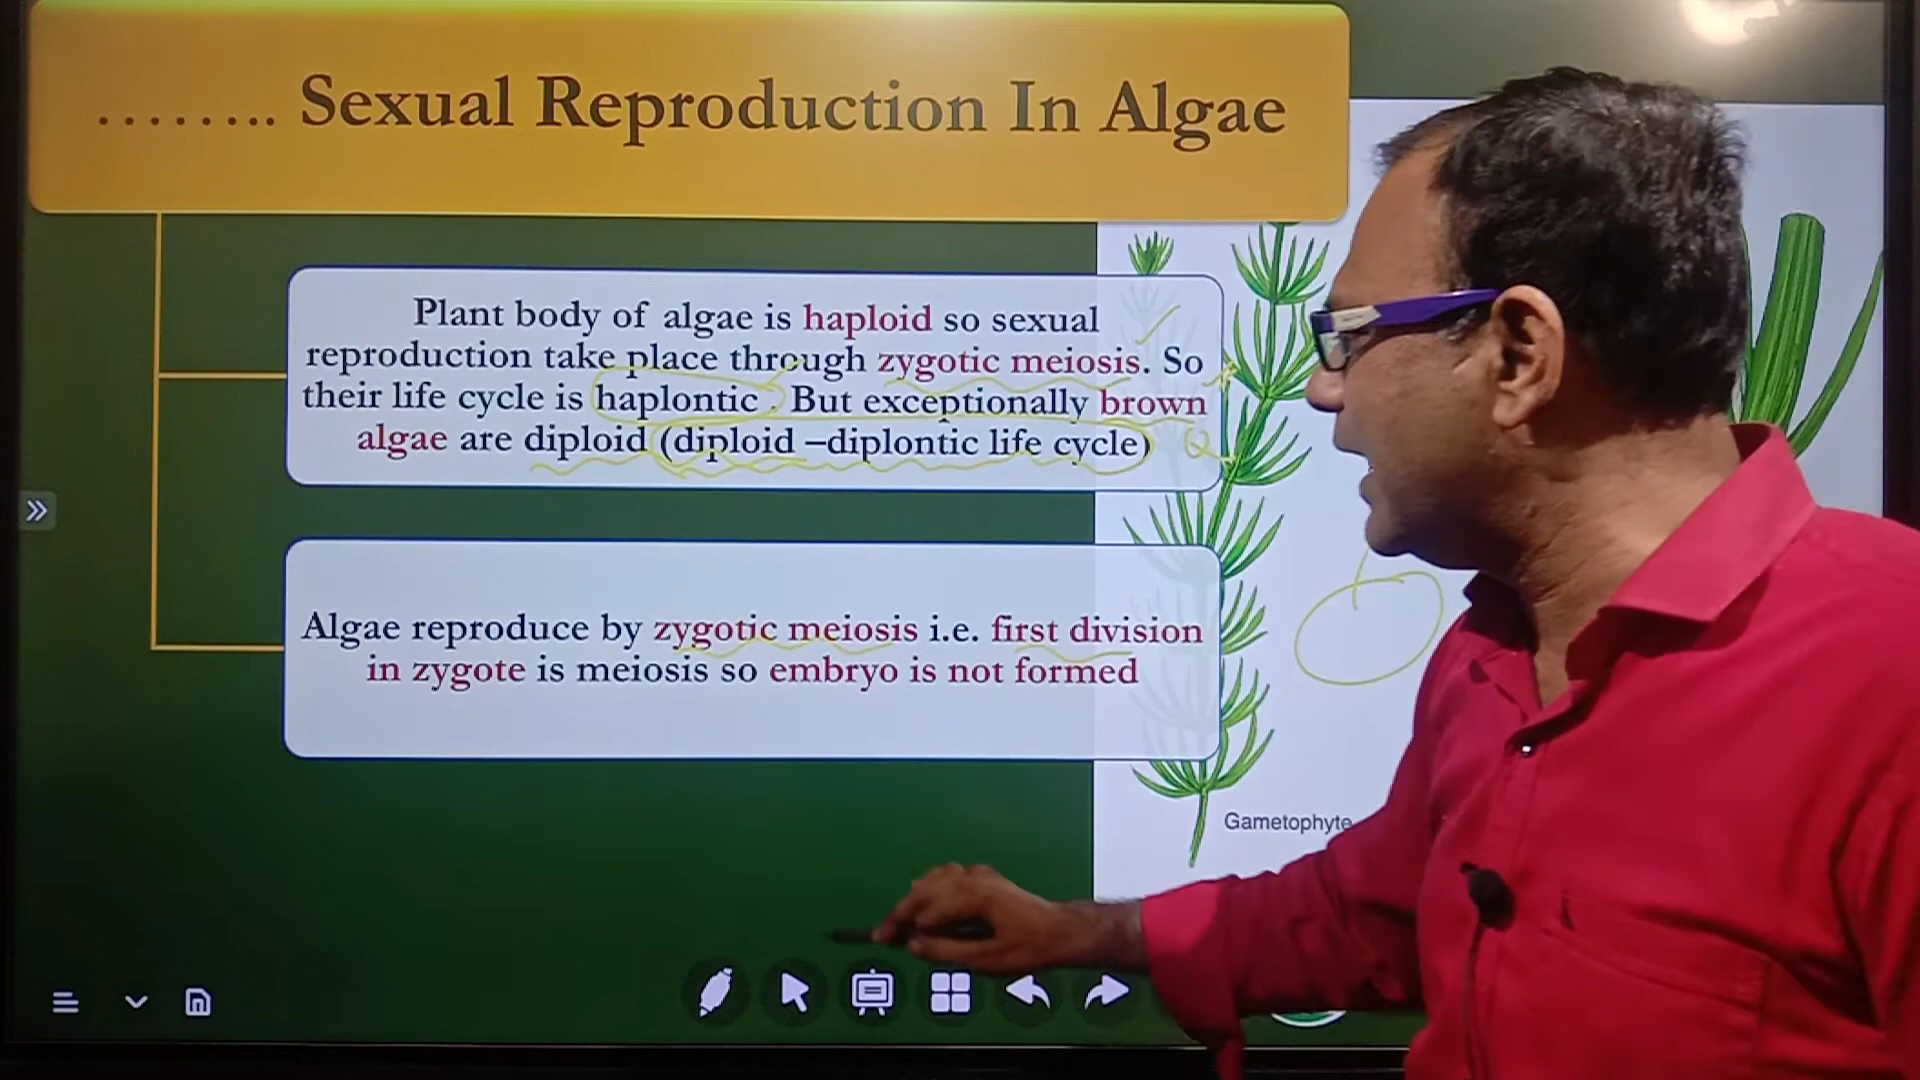 ........ Sexual Reproduction In Algae
Plant body of algae is haploid so sexual
reproduction take place through zygotic meiosis. So
their life cycle is haplontic . But exceptionally brown
algae are diploid (diploid –diplontic life cycle)
Algae reproduce by zygotic meiosis i.e. first division
in zygote is meiosis so embryo is not formed
Gametophyte